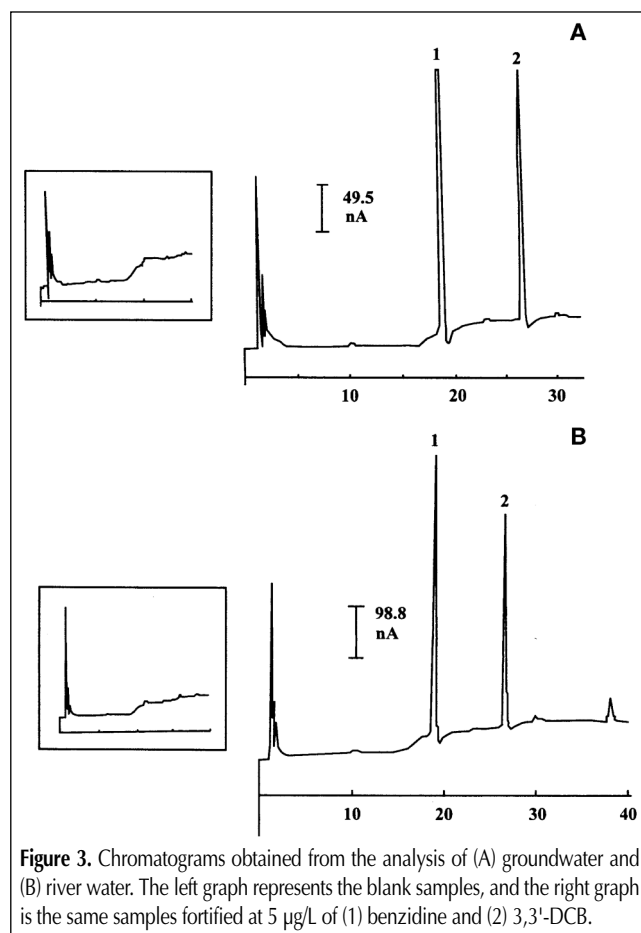 A
1
2
49.5
nA
10
20
30
B
1
2
98.8
nA
10
20
30
40
Figure 3. Chromatograms obtained from the analysis of (A) groundwater and
(B) river water. The left graph represents the blank samples, and the right graph
is the same samples fortified at 5 µg/L of (1) benzidine and (2) 3,3'-DCB.